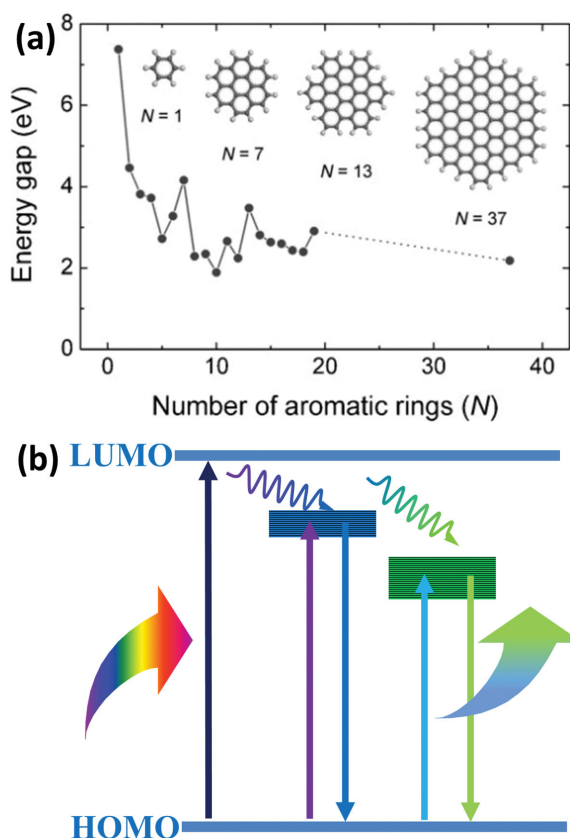 (a)
8
6
4
2
0
Energy gap (eV)
N = 1
N = 7
N = 13
N = 37
0 10 20 30 40
Number of aromatic rings (N)
(b)
LUMO
HOMO